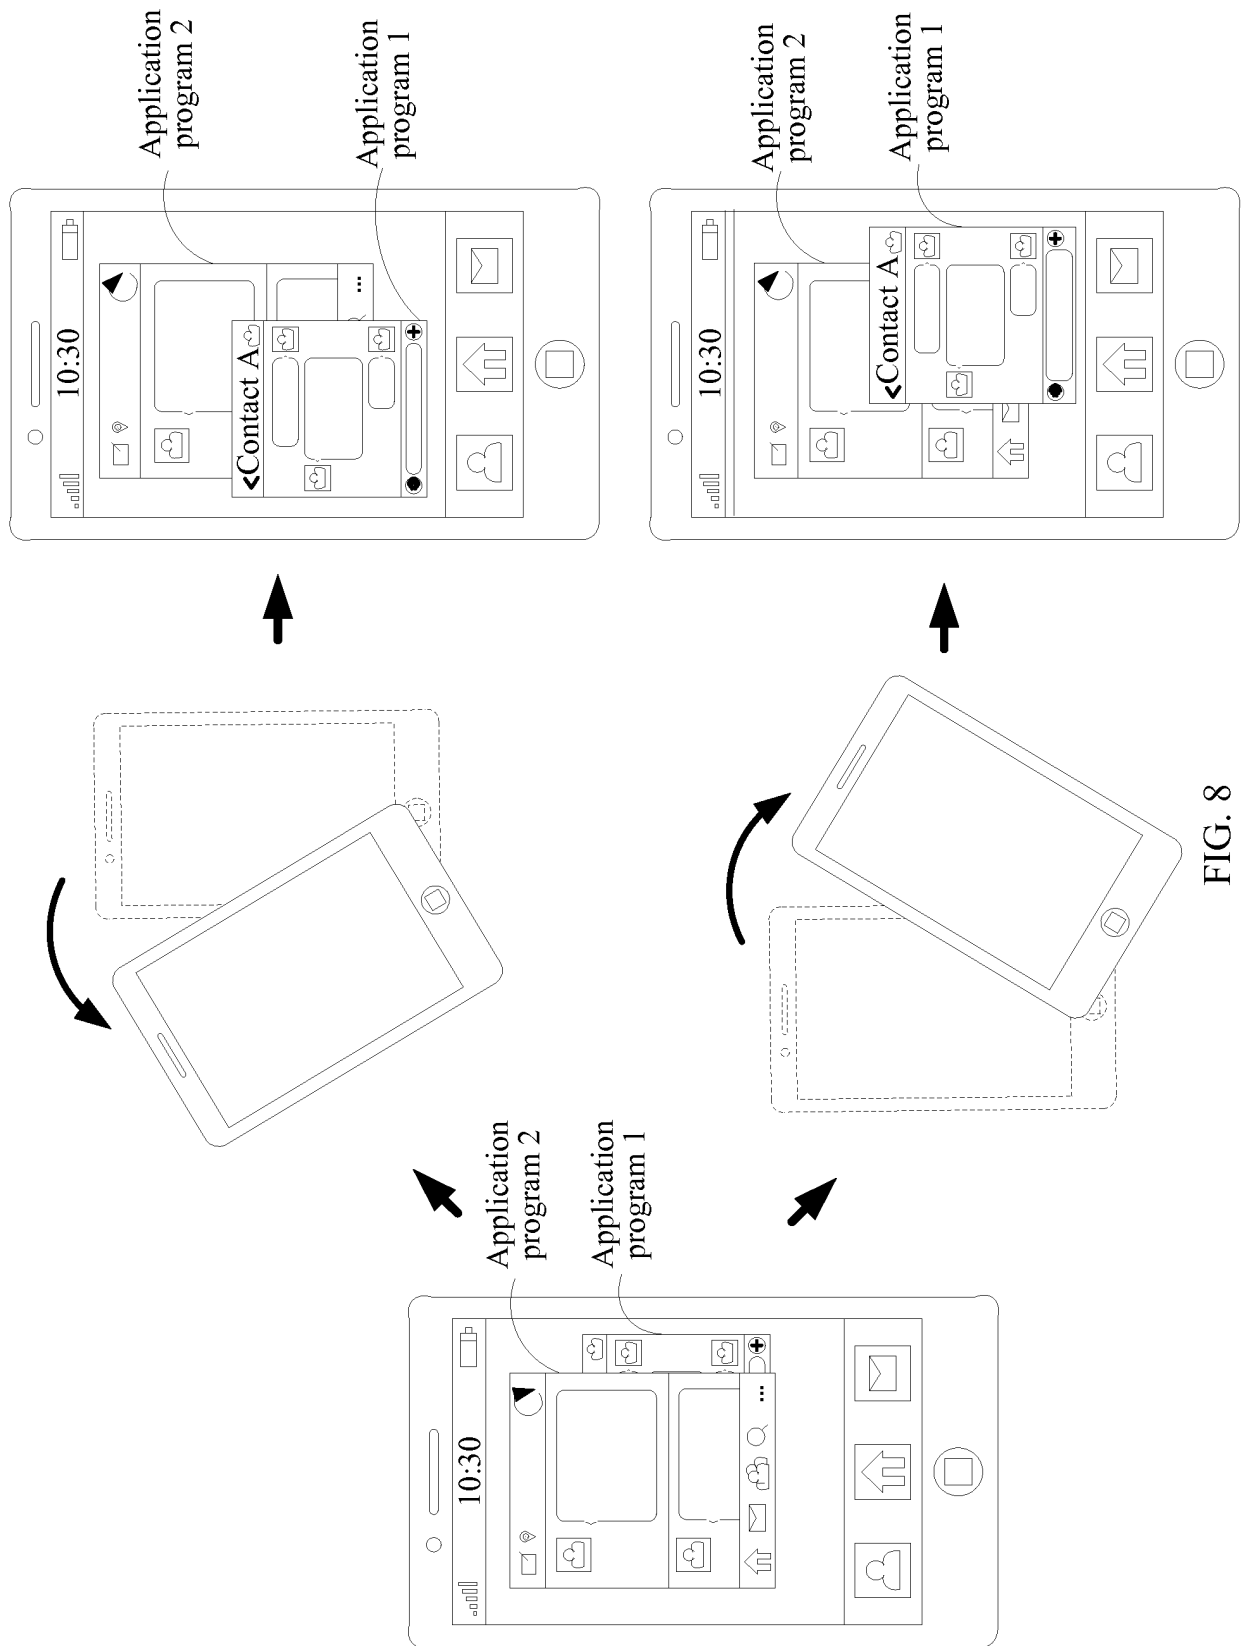 10:30
Application
program 2
Application
program 1
10:30
<Contact A
Application
program 2
Application
program 1
10:30
<Contact A
Application
program 2
Application
program 1
FIG. 8